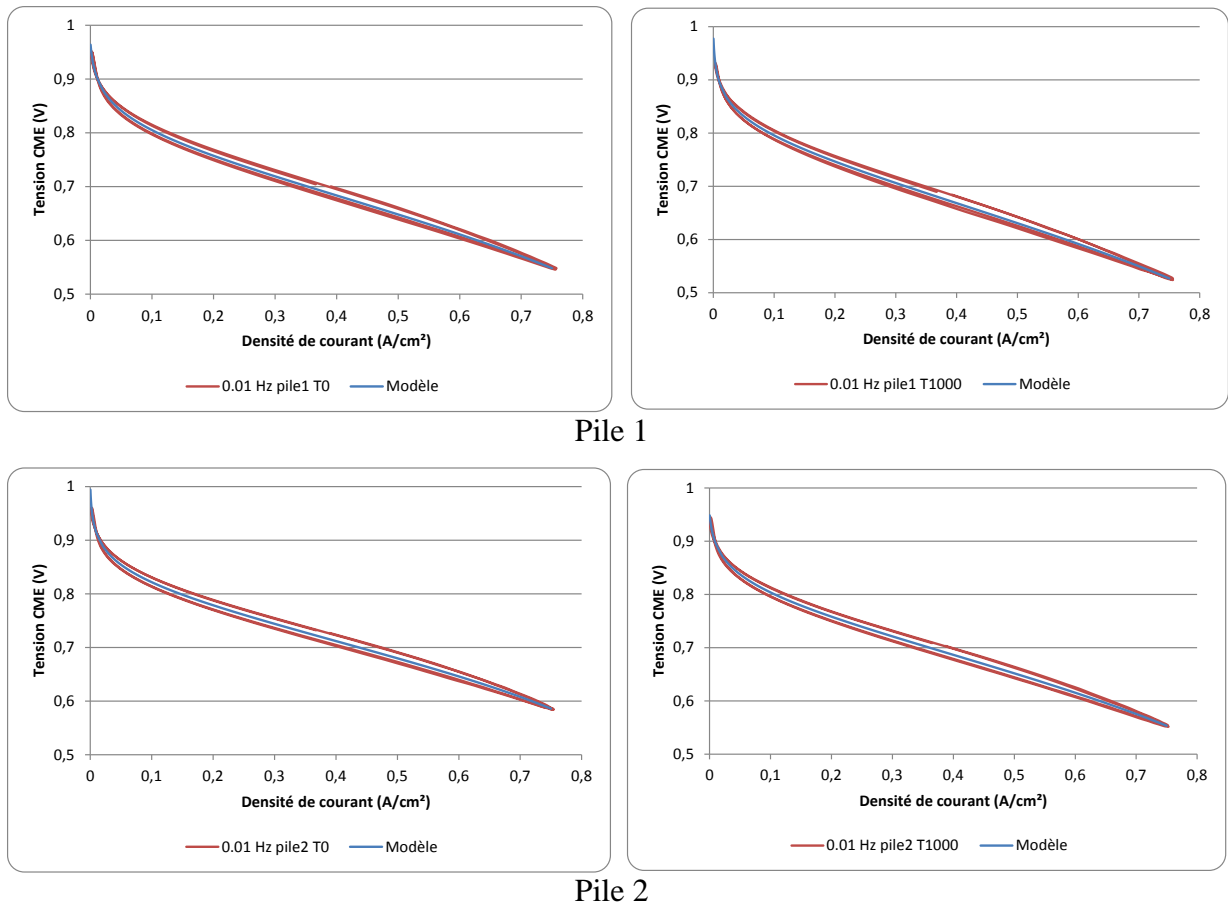 1
0,9
0,8
0,7
0,6
0,5
Tension CME (V)
0 0,1 0,2 0,3 0,4 0,5 0,6 0,7 0,8
Densité de courant (A/cm²)
0.01 Hz pile1 T0 Modèle
1
0,9
0,8
0,7
0,6
0,5
Tension CME (V)
0 0,1 0,2 0,3 0,4 0,5 0,6 0,7 0,8
Densité de courant (A/cm²)
0.01 Hz pile1 T1000 Modèle
Pile 1
1
0,9
0,8
0,7
0,6
0,5
Tension CME (V)
0 0,1 0,2 0,3 0,4 0,5 0,6 0,7 0,8
Densité de courant (A/cm²)
0.01 Hz pile2 T0 Modèle
1
0,9
0,8
0,7
0,6
0,5
Tension CME (V)
0 0,1 0,2 0,3 0,4 0,5 0,6 0,7 0,8
Densité de courant (A/cm²)
0.01 Hz pile2 T1000 Modèle
Pile 2